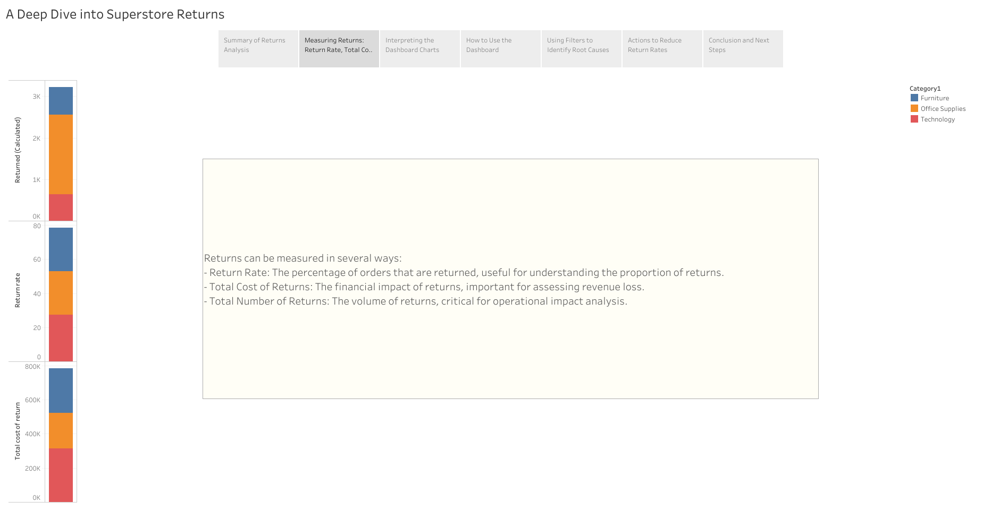 A Deep Dive into Superstore Returns
Summary of Returns
Analysis
Measuring Returns:
Return Rate, Total Co..
Interpreting the
Dashboard Charts
How to Use the
Dashboard
Using Filters to
Identify Root Causes
Actions to Reduce
Return Rates
Conclusion and Next
Steps
Returned (Calculated)
3K
2K
1K
0K
Return rate
80
60
40
20
0
Total cost of return
800K
600K
400K
200K
0K
Returns can be measured in several ways:
- Return Rate: The percentage of orders that are returned, useful for understanding the proportion of returns.
- Total Cost of Returns: The financial impact of returns, important for assessing revenue loss.
- Total Number of Returns: The volume of returns, critical for operational impact analysis.
Category1
Furniture
Office Supplies
Technology